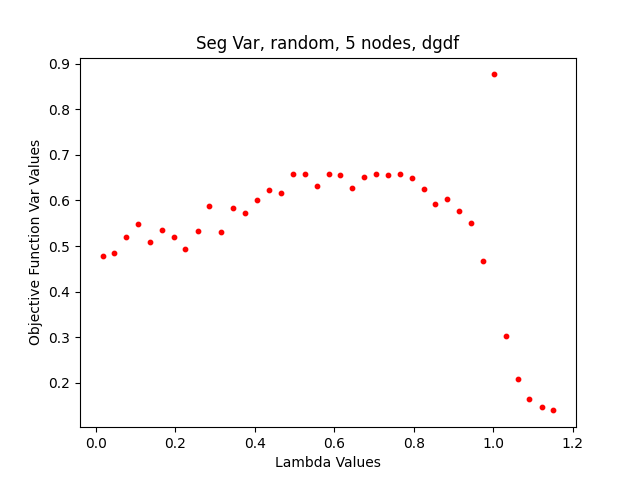 Seg Var, random, 5 nodes, dgdf
Objective Function Var Values
0.9
0.8
0.7
0.6
0.5
0.4
0.3
0.2
0.0 0.2 0.4 0.6 0.8 1.0 1.2
Lambda Values